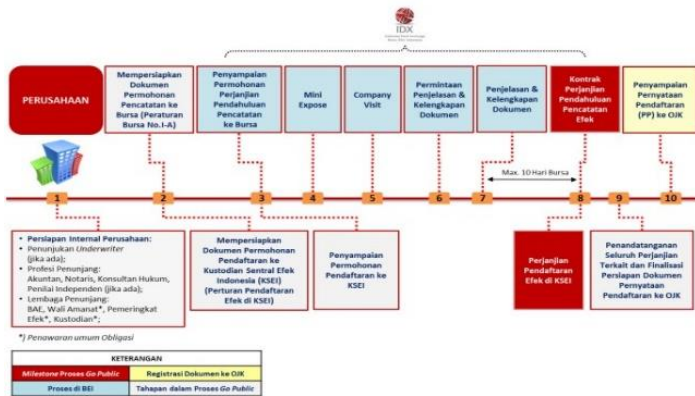 IDX
PERUSAHAAN
Mempersiapkan
Dokumen
Permohonan
Pencatatan ke
Bursa (Peraturan
Bursa No.I-A)
Penyampaian
Permohonan
Perjanjian
Pendahuluan
Pencatatan
ke Bursa
Mini
Expose
Company
Visit
Permintaan
Penjelasan &
Kelengkapan
Dokumen
Penjelasan &
Kelengkapan
Dokumen
Kontrak
Perjanjian
Pendahuluan
Pencatatan
Efek
Penyampaian
Pernyataan
Pendaftaran
(PP) ke OJK
Max. 10 Hari Bursa
1
2
3
4
5
6
7
8
9
10
• Persiapan Internal Perusahaan:
• Penunjukan Underwriter
(jika ada);
• Profesi Penunjang:
Akuntan, Notaris, Konsultan Hukum,
Penilai Independen (jika ada);
• Lembaga Penunjang:
BAE, Wali Amanat*, Pemeringkat
Efek*, Kustodian*;
Mempersiapkan
Dokumen Permohonan
Pendaftaran ke
Kustodian Sentral Efek
Indonesia (KSEI)
(Perturan Pendaftaran
Efek di KSEI)
Penyampaian
Permohonan
Pendaftaran ke
KSEI
Perjanjian
Pendaftaran
Efek di KSEI
Penandatanganan
Seluruh Perjanjian
Terkait dan Finalisasi
Persiapan Dokumen
Pernyataan
Pendaftaran ke OJK
*) Penawaran umum Obligasi
KETERANGAN
Milestone Proses Go Public
Registrasi Dokumen ke OJK
Proses di BEI
Tahapan dalam Proses Go Public